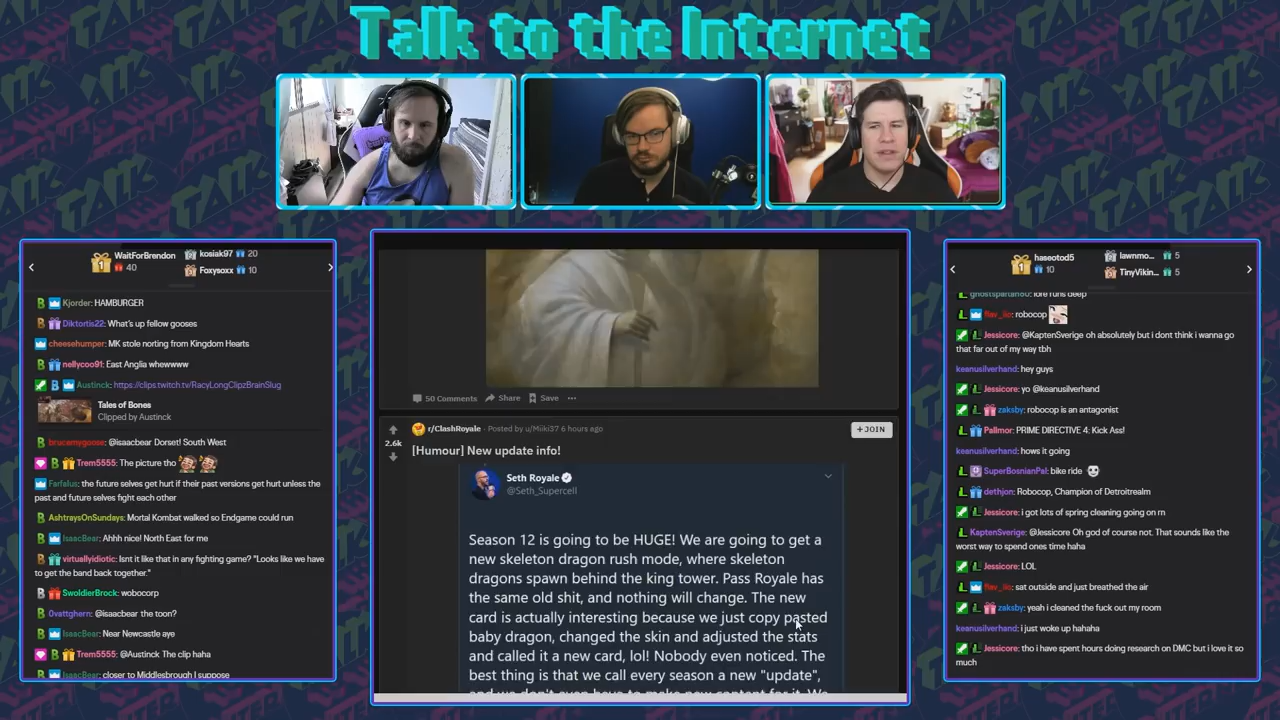 Talk to the Internet
WaitForBrendon
40
kosiak97 20
Foxysoxx 10
Kjorder: HAMBURGER
Diktortis22: What's up fellow gooses
cheesehumper: MK stole norting from Kingdom Hearts
nellycoo91: East Anglia whewwww
Austinck: https://clips.twitch.tv/RacyLongClipzBrainSlug
Tales of Bones
Clipped by Austinck
brucemygoose: @isaacbear Dorset! South West
Trem5555: The picture tho
Farfalus: the future selves get hurt if their past versions get hurt unless the
past and future selves fight each other
AshtraysOnSundays: Mortal Kombat walked so Endgame could run
IsaacBear: Ahhh nice! North East for me
virtuallyidiotic: Isnt it like that in any fighting game? "Looks like we have
to get the band back together."
SwoldierBrock: wobocorp
0vattghern: @isaacbear the toon?
IsaacBear: Near Newcastle aye
Trem5555: @Austinck The clip haha
IsaacBear: closer to Middlesbrough I suppose
50 Comments Share Save
r/ClashRoyale · Posted by u/Miiki37 6 hours ago
+ JOIN
2.6k
[Humour] New update info!
Seth Royale
@Seth_Supercell
Season 12 is going to be HUGE! We are going to get a
new skeleton dragon rush mode, where skeleton
dragons spawn behind the king tower. Pass Royale has
the same old shit, and nothing will change. The new
card is actually interesting because we just copy pasted
baby dragon, changed the skin and adjusted the stats
and called it a new card, lol! Nobody even noticed. The
best thing is that we call every season a new "update",
and we don't even have to make new content for it. We
haseotod5
10
lawnmo... 5
TinyVikin... 5
ghostspartan80: lore runs deep
robocop
Jessicore: @KaptenSverige oh absolutely but i dont think i wanna go
that far out of my way tbh
keanusilverhand: hey guys
Jessicore: yo @keanusilverhand
zaksby: robocop is an antagonist
Pallmor: PRIME DIRECTIVE 4: Kick Ass!
keanusilverhand: hows it going
SuperBosnianPal: bike ride
dethjon: Robocop, Champion of Detroitrealm
Jessicore: i got lots of spring cleaning going on rn
KaptenSverige: @Jessicore Oh god of course not. That sounds like the
worst way to spend ones time haha
Jessicore: LOL
sat outside and just breathed the air
zaksby: yeah i cleaned the fuck out my room
keanusilverhand: i just woke up hahaha
Jessicore: tho i have spent hours doing research on DMC but i love it so
much